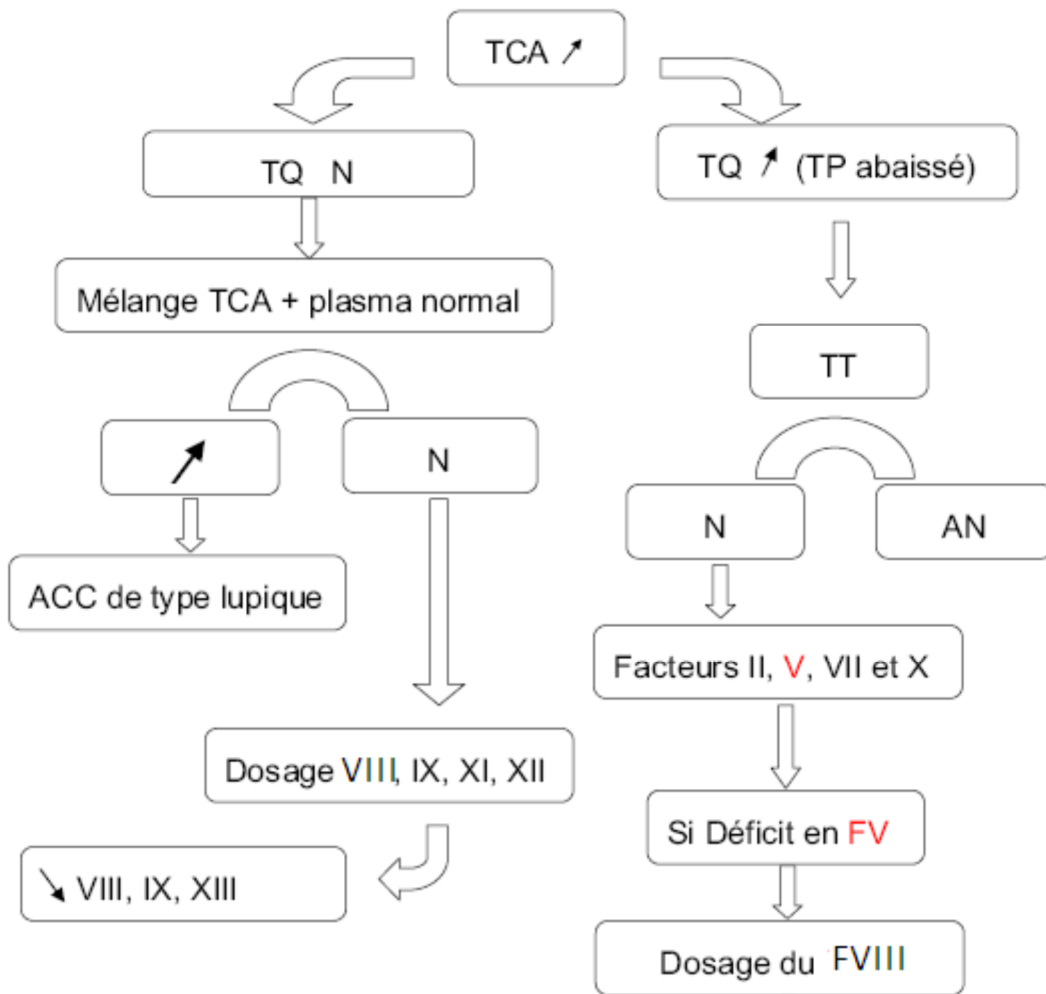 TCA ↗
TQ N
TQ ↗ (TP abaissé)
Mélange TCA + plasma normal
TT
↗
N
N
AN
ACC de type lupique
Facteurs II, V, VII et X
Dosage VIII, IX, XI, XII
Si Déficit en FV
↘ VIII, IX, XIII
Dosage du FVIII